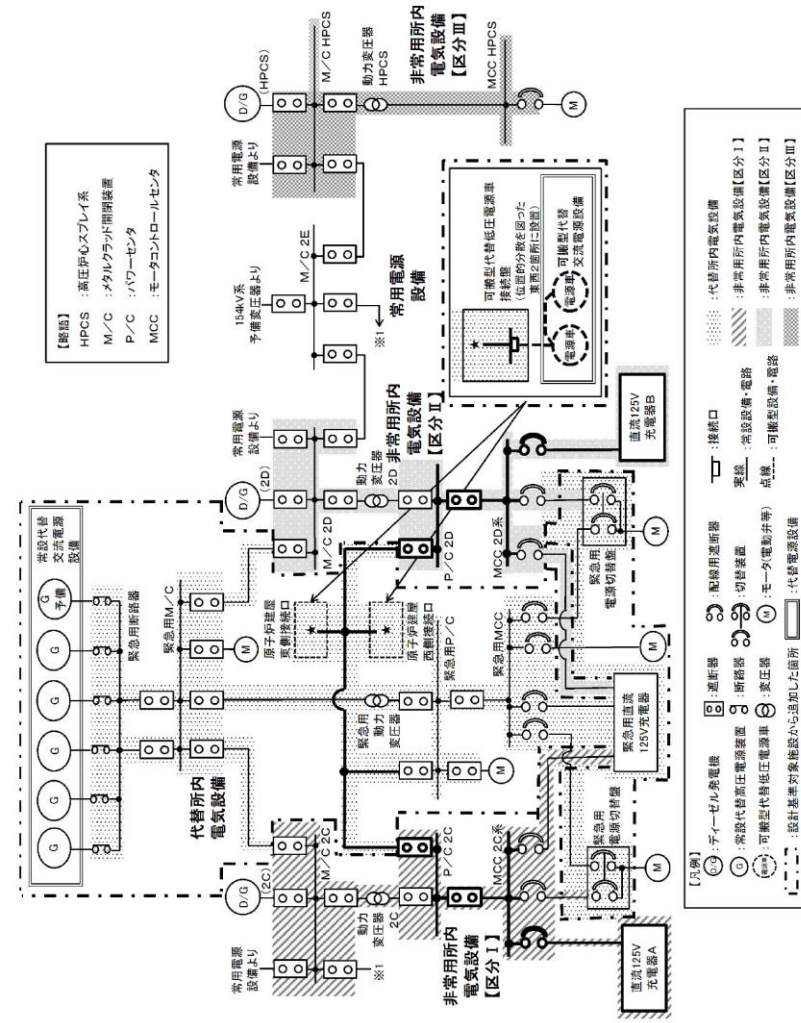 【略語】
HPCS :高圧炉心スプレイ系
M/C :メタルクラッド開閉装置
P/C :パワーセンタ
MCC :モータコントロールセンタ
常設代替
交流電源
設備
G
G
G
G
G
G
予備
緊急用断路器
緊急用M/C
M
代替所内
電気設備
常用電源
設備より
D/G
(2C)
M/C 2C
※1
動力
変圧器
2C
非常用所内
電気設備
【区分Ⅰ】
P/C 2C
MCC 2C系
直流125V
充電器A
緊急用
電源切替盤
M
緊急用
動力
変圧器
緊急用P/C
M
緊急用MCC
M
緊急用直流
125V充電器
原子炉建屋
東側接続口
原子炉建屋
西側接続口
D/G
(2D)
常用電源
設備より
M/C 2D
動力
変圧器
2D
非常用所内
電気設備
【区分Ⅱ】
P/C 2D
MCC 2D系
直流125V
充電器B
緊急用
電源切替盤
M
154kV系
予備変圧器より
M/C 2E
※1
常用電源
設備
可搬型代替低圧電源車
接続盤
(位置的分散を図った
東西2箇所に設置)
電源車
電源車
可搬型代替
交流電源設備
常用電源
設備より
D/G
(HPCS)
M/C HPCS
動力変圧器
HPCS
非常用所内
電気設備
【区分Ⅲ】
MCC HPCS
M
【凡例】
D/G :ディーゼル発電機
G :常設代替高圧電源装置
電源車 :可搬型代替低圧電源車
:設計基準対象施設から追加した箇所
:遮断器
:断路器
:変圧器
:代替電源設備
:配線用遮断器
:切替装置
M :モータ(電動弁等)
:接続口
実線 :常設設備・電路
点線 :可搬型設備・電路
:代替所内電気設備
:非常用所内電気設備【区分Ⅰ】
:非常用所内電気設備【区分Ⅱ】
:非常用所内電気設備【区分Ⅲ】